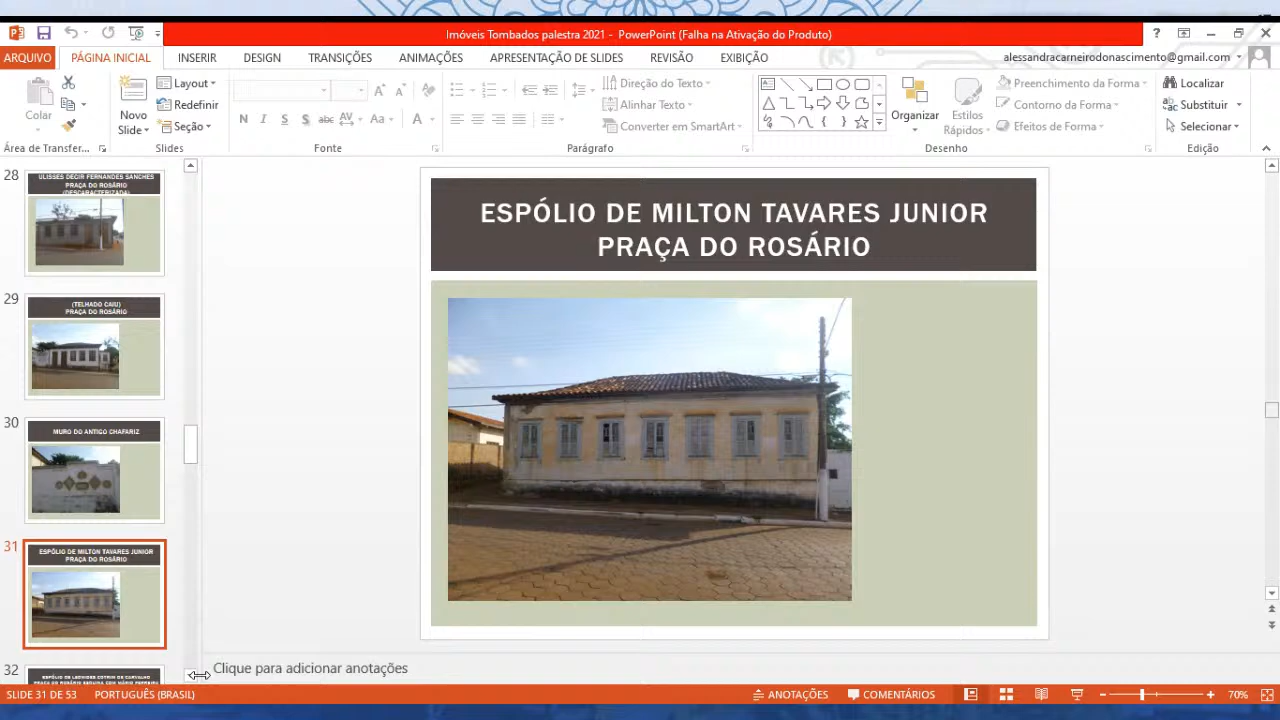 Imóveis Tombados palestra 2021 - PowerPoint (Falha na Ativação do Produto)
ARQUIVO PÁGINA INICIAL INSERIR DESIGN TRANSIÇÕES ANIMAÇÕES APRESENTAÇÃO DE SLIDES REVISÃO EXIBIÇÃO alessandracarneirodonascimento@gmail.com
Colar
Área de Transfer...
Novo
Slide
Layout
Redefinir
Seção
Slides
N I S S abc AV Aa A
Fonte
Direção do Texto
Alinhar Texto
Converter em SmartArt
Parágrafo
Organizar
Estilos
Rápidos
Preenchimento da Forma
Contorno da Forma
Efeitos de Forma
Desenho
Localizar
Substituir
Selecionar
Edição
28
ULISSES DECIR FERNANDES SANCHES
PRAÇA DO ROSÁRIO
(DESCARACTERIZADA)
29
(TELHADO CAIU)
PRAÇA DO ROSÁRIO
30
MURO DO ANTIGO CHAFARIZ
31
ESPÓLIO DE MILTON TAVARES JUNIOR
PRAÇA DO ROSÁRIO
32
ESPÓLIO DE MILTON TAVARES JUNIOR
PRAÇA DO ROSÁRIO
Clique para adicionar anotações
SLIDE 31 DE 53 PORTUGUÊS (BRASIL) ANOTAÇÕES COMENTÁRIOS 70%